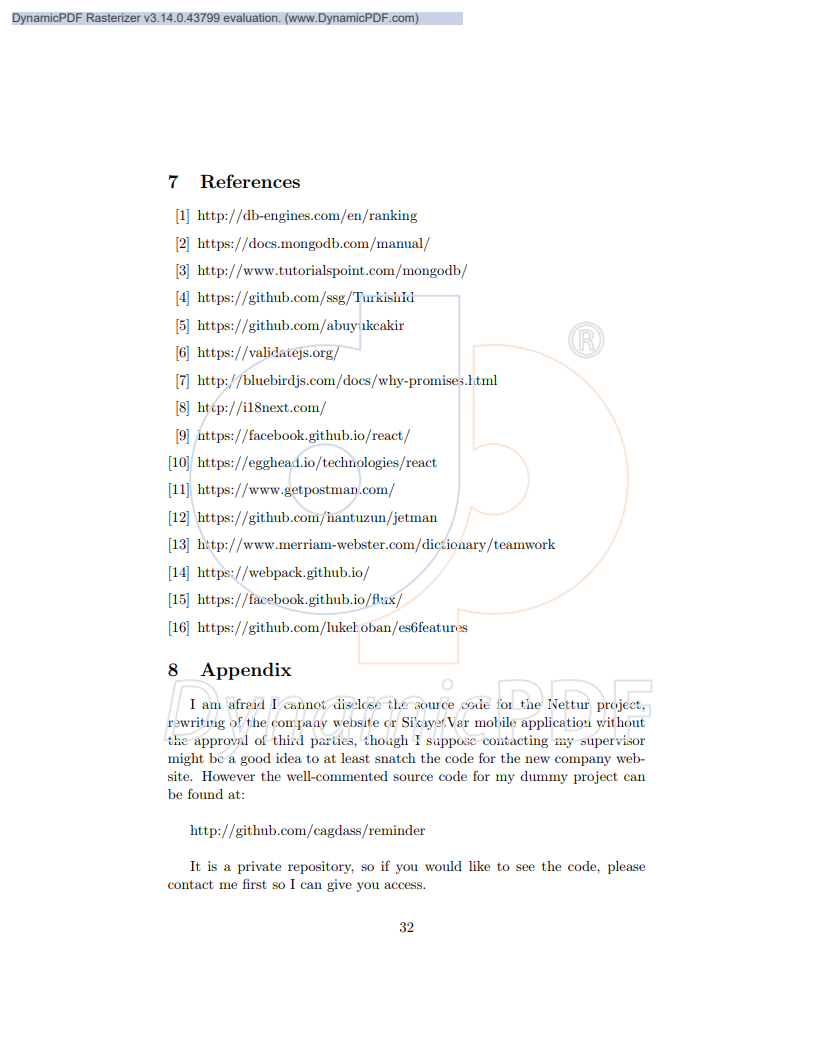 DynamicPDF Rasterizer v3.14.0.43799 evaluation. (www.DynamicPDF.com)
7 References
[1] http://db-engines.com/en/ranking
[2] https://docs.mongodb.com/manual/
[3] http://www.tutorialspoint.com/mongodb/
[4] https://github.com/ssg/TurkishId
[5] https://github.com/abuyukcakir
[6] https://validatejs.org/
[7] http://bluebirdjs.com/docs/why-promises.html
[8] http://i18next.com/
[9] https://facebook.github.io/react/
[10] https://egghead.io/technologies/react
[11] https://www.getpostman.com/
[12] https://github.com/hantuzun/jetman
[13] http://www.merriam-webster.com/dictionary/teamwork
[14] https://webpack.github.io/
[15] https://facebook.github.io/flux/
[16] https://github.com/lukehoban/es6features
8 Appendix
I am afraid I cannot disclose the source code for the Nettur project,
rewriting of the company website or SikayetVar mobile application without
the approval of third parties, though I suppose contacting my supervisor
might be a good idea to at least snatch the code for the new company web-
site. However the well-commented source code for my dummy project can
be found at:
http://github.com/cagdass/reminder
It is a private repository, so if you would like to see the code, please
contact me first so I can give you access.
32
DynamicPDF
®